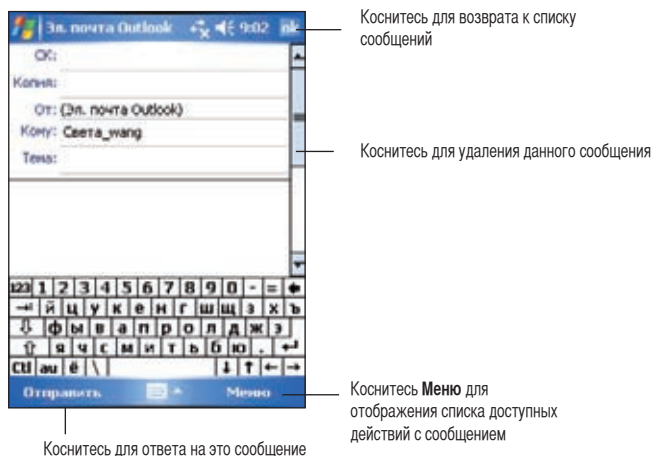 Эл. почта Outlook 9:02 ok
СК:
Копия:
От: (Эл. почта Outlook)
Кому: Света_wang
Тема:
123 1 2 3 4 5 6 7 8 9 0 - =
й ц у к е н г ш щ з х ъ
ф ы в а п р о л д ж э
я ч с м и т ь б ю .
Ctl au ё \
Отправить Меню
Коснитесь для возврата к списку
сообщений
Коснитесь для удаления данного сообщения
Коснитесь Меню для
отображения списка доступных
действий с сообщением
Коснитесь для ответа на это сообщение